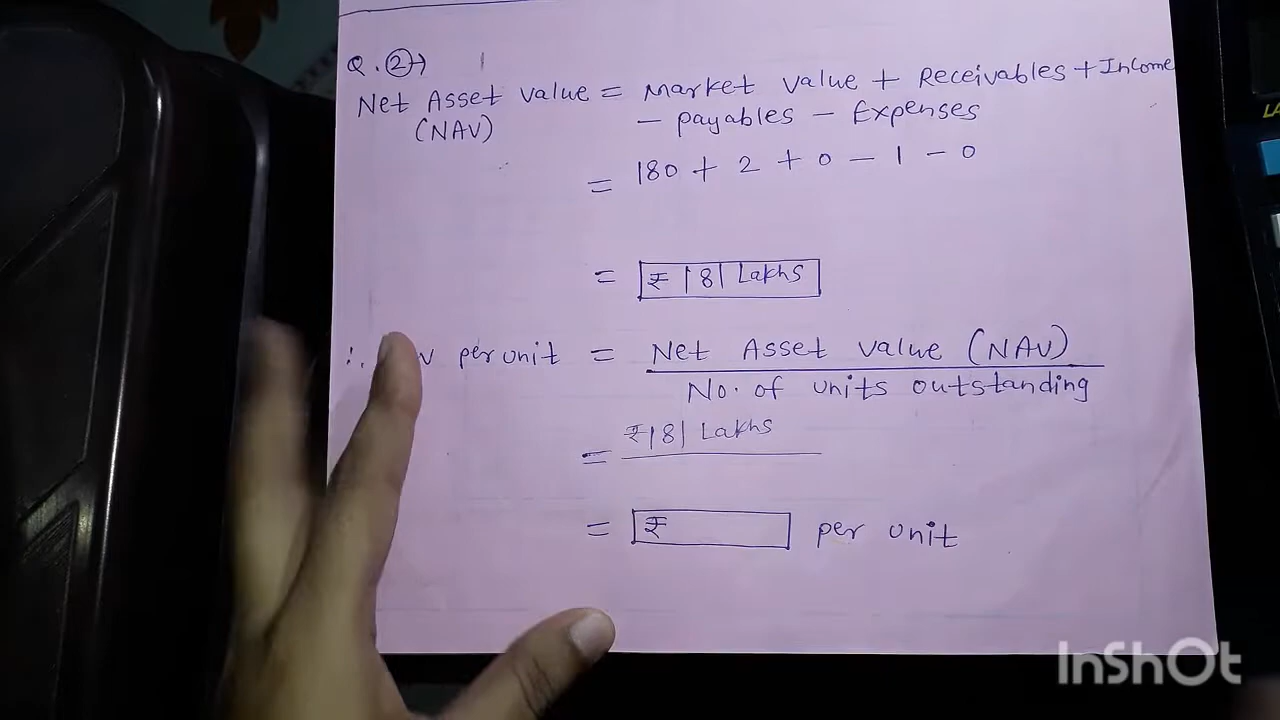 Q. ②→
Net Asset value = Market value + Receivables + Income
(NAV) - payables - Expenses
= 180 + 2 + 0 - 1 - 0
= ₹ 181 Lakhs
∴ per unit = Net Asset value (NAV)
No. of units outstanding
= ₹181 Lakhs
= ₹ per unit
InShOt